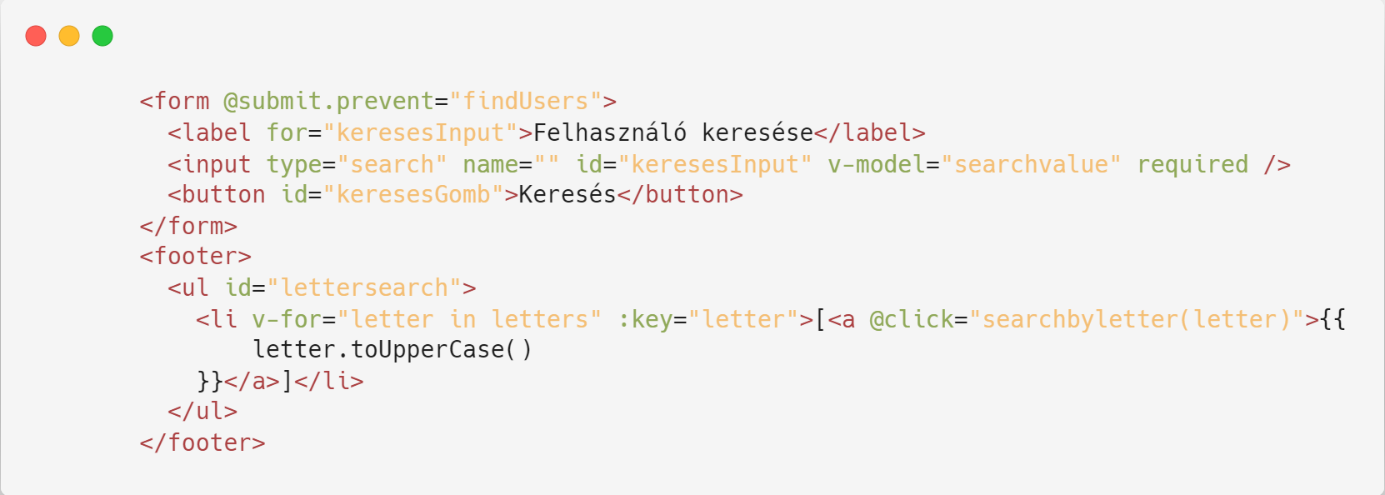 <form @submit.prevent="findUsers">
<label for="keresesInput">Felhasználó keresése</label>
<input type="search" name="" id="keresesInput" v-model="searchvalue" required />
<button id="keresesGomb">Keresés</button>
</form>
<footer>
<ul id="lettersearch">
<li v-for="letter in letters" :key="letter">[<a @click="searchbyletter(letter)">{{
letter.toUpperCase()
}}</a>]</li>
</ul>
</footer>